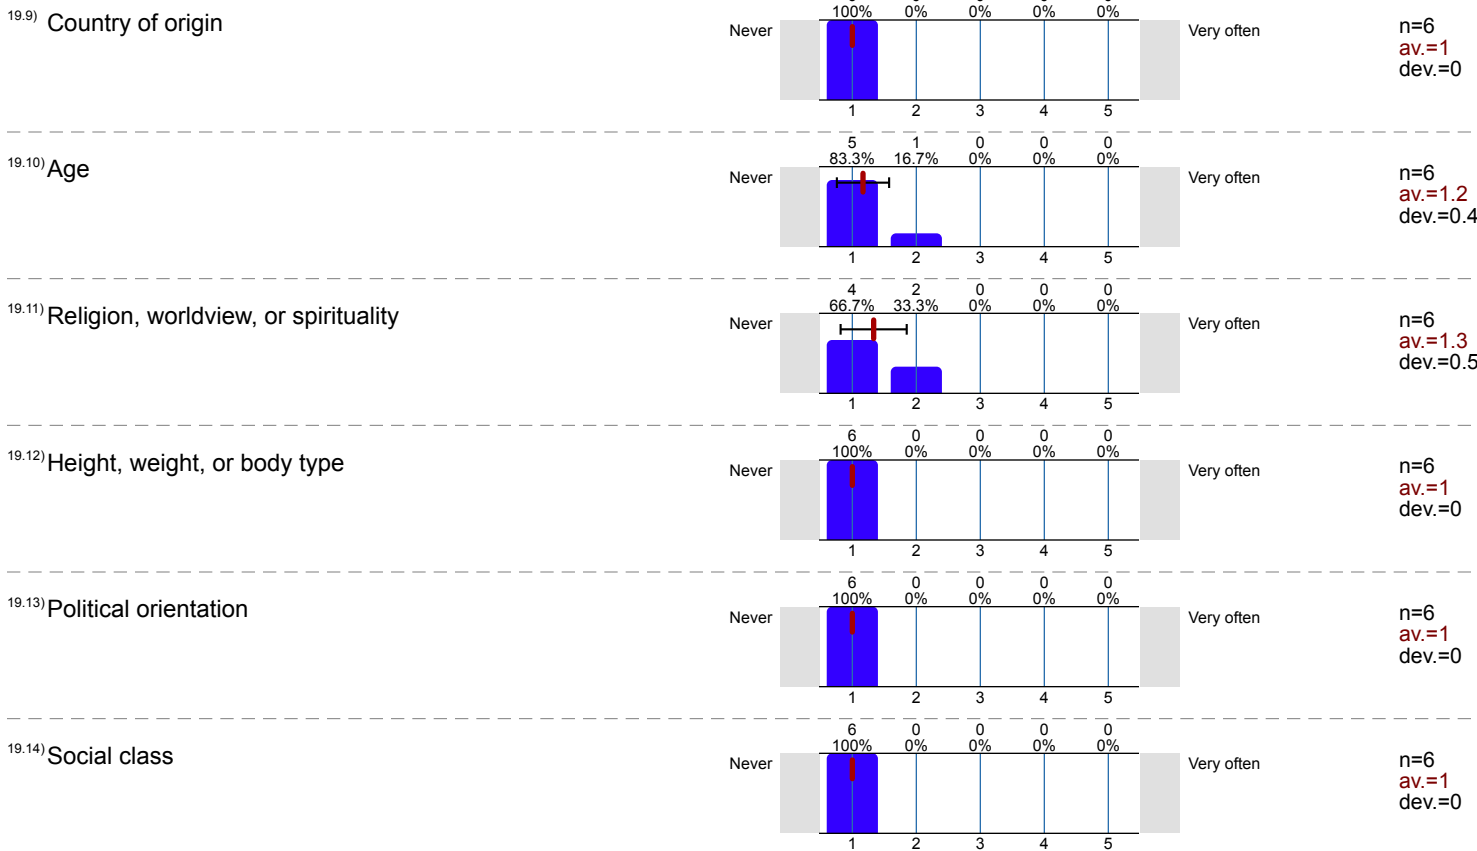 100% 0% 0% 0% 0%
19.9) Country of origin
Never Very often
n=6
av.=1
dev.=0
1 2 3 4 5
5 1 0 0 0
83.3% 16.7% 0% 0% 0%
19.10) Age
Never Very often
n=6
av.=1.2
dev.=0.4
1 2 3 4 5
4 2 0 0 0
66.7% 33.3% 0% 0% 0%
19.11) Religion, worldview, or spirituality
Never Very often
n=6
av.=1.3
dev.=0.5
1 2 3 4 5
6 0 0 0 0
100% 0% 0% 0% 0%
19.12) Height, weight, or body type
Never Very often
n=6
av.=1
dev.=0
1 2 3 4 5
6 0 0 0 0
100% 0% 0% 0% 0%
19.13) Political orientation
Never Very often
n=6
av.=1
dev.=0
1 2 3 4 5
6 0 0 0 0
100% 0% 0% 0% 0%
19.14) Social class
Never Very often
n=6
av.=1
dev.=0
1 2 3 4 5